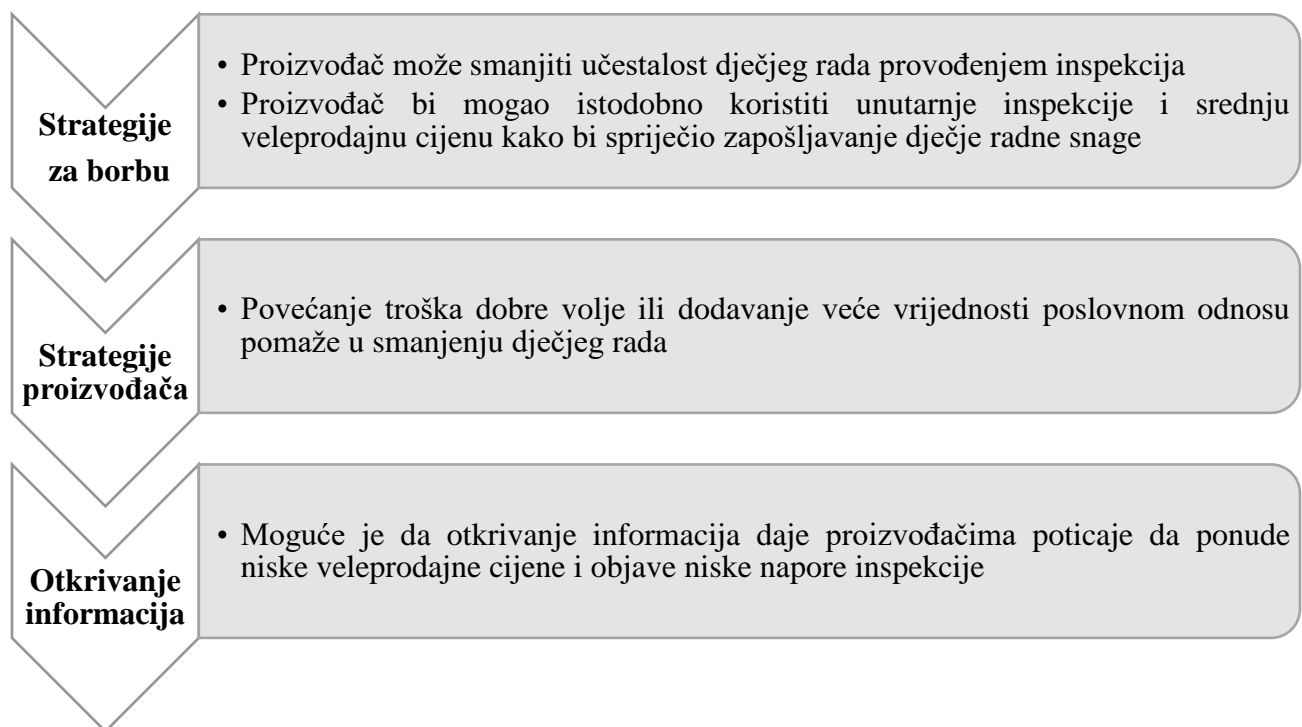 Strategije
za borbu
• Proizvođač može smanjiti učestalost dječjeg rada provođenjem inspekcija
• Proizvođač bi mogao istodobno koristiti unutarnje inspekcije i srednju
veleprodajnu cijenu kako bi spriječio zapošljavanje dječje radne snage
Strategije
proizvođača
• Povećanje troška dobre volje ili dodavanje veće vrijednosti poslovnom odnosu
pomaže u smanjenju dječjeg rada
Otkrivanje
informacija
• Moguće je da otkrivanje informacija daje proizvođačima poticaje da ponude
niske veleprodajne cijene i objave niske napore inspekcije